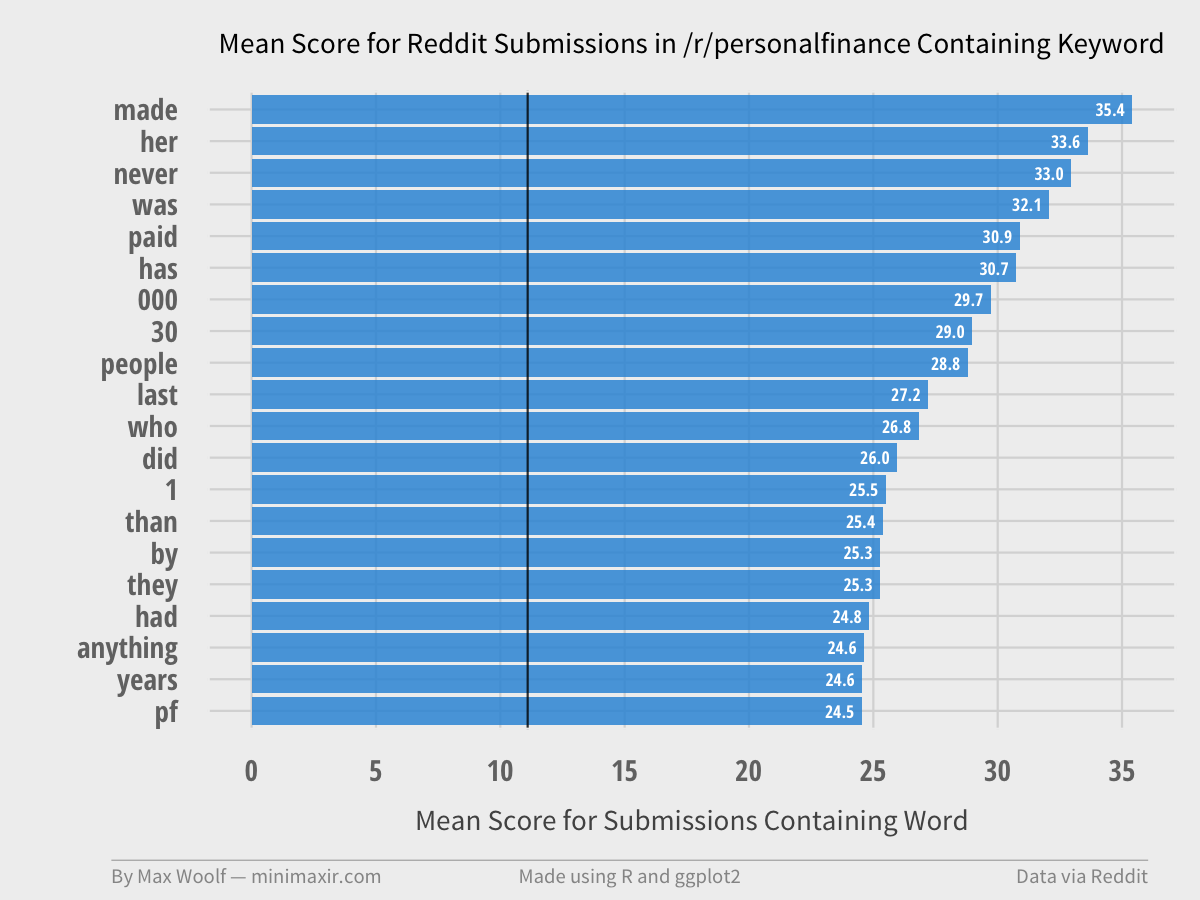 Mean Score for Reddit Submissions in /r/personalfinance Containing Keyword
made 35.4
her 33.6
never 33.0
was 32.1
paid 30.9
has 30.7
000 29.7
30 29.0
people 28.8
last 27.2
who 26.8
did 26.0
1 25.5
than 25.4
by 25.3
they 25.3
had 24.8
anything 24.6
years 24.6
pf 24.5
0 5 10 15 20 25 30 35
Mean Score for Submissions Containing Word
By Max Woolf — minimaxir.com Made using R and ggplot2 Data via Reddit